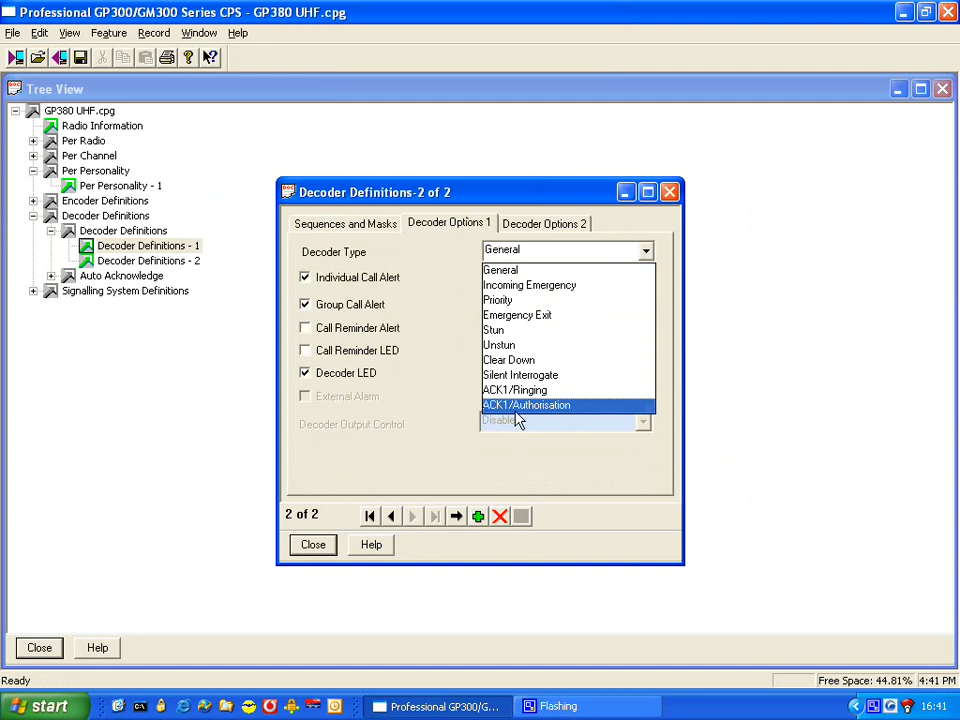 Professional GP300/GM300 Series CPS - GP380 UHF.cpg
File Edit View Feature Record Window Help
Tree View
GP380 UHF.cpg
Radio Information
Per Radio
Per Channel
Per Personality
Per Personality - 1
Encoder Definitions
Decoder Definitions
Decoder Definitions
Decoder Definitions - 1
Decoder Definitions - 2
Auto Acknowledge
Signalling System Definitions
Decoder Definitions-2 of 2
Sequences and Masks Decoder Options 1 Decoder Options 2
Decoder Type General
Individual Call Alert
Group Call Alert
Call Reminder Alert
Call Reminder LED
Decoder LED
External Alarm
Decoder Output Control
General
Incoming Emergency
Priority
Emergency Exit
Stun
Unstun
Clear Down
Silent Interrogate
ACK1/Ringing
ACK1/Authorisation
2 of 2
Close Help
Close Help
Ready Free Space: 44.81% 4:41 PM
start Professional GP300/G... Flashing 16:41